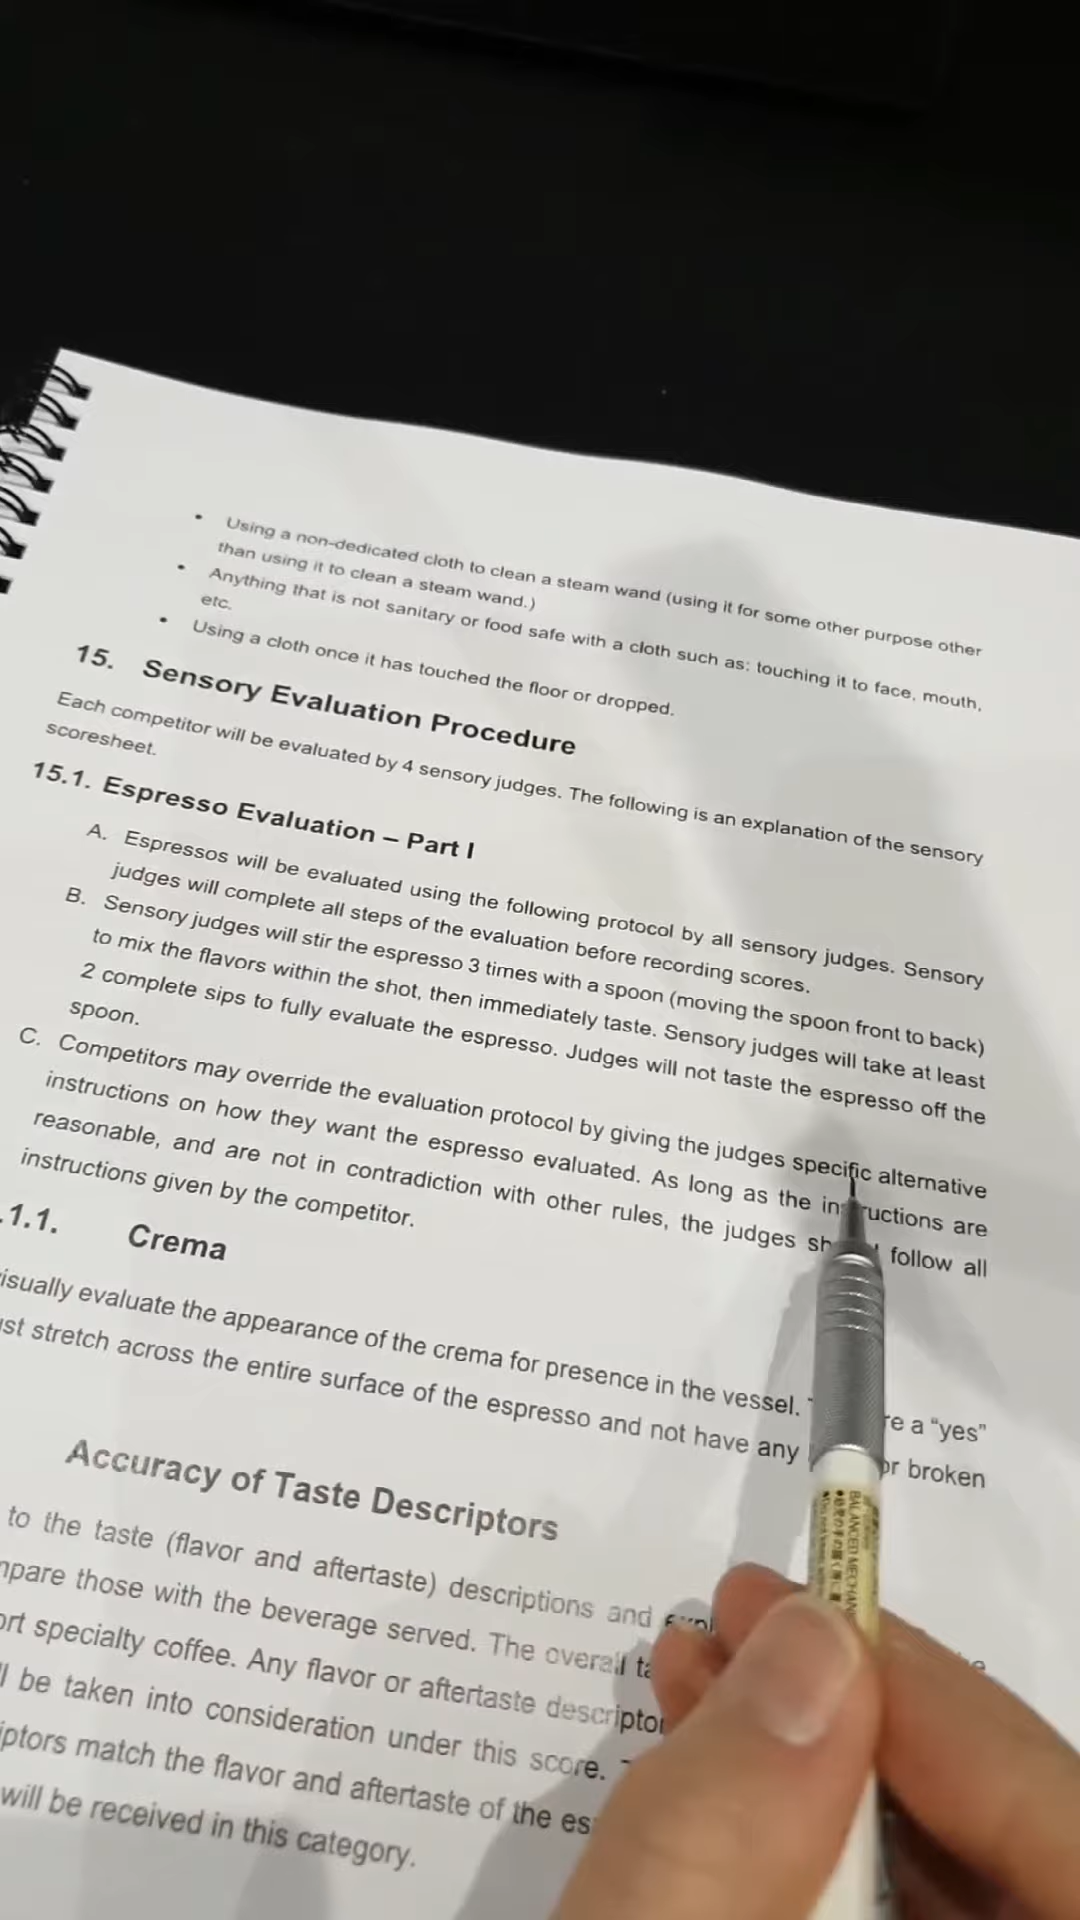 • Using a non-dedicated cloth to clean a steam wand (using it for some other purpose other
than using it to clean a steam wand.)
• Anything that is not sanitary or food safe with a cloth such as: touching it to face, mouth,
etc.
• Using a cloth once it has touched the floor or dropped.
15. Sensory Evaluation Procedure
Each competitor will be evaluated by 4 sensory judges. The following is an explanation of the sensory
scoresheet.
15.1. Espresso Evaluation – Part I
A. Espressos will be evaluated using the following protocol by all sensory judges. Sensory
judges will complete all steps of the evaluation before recording scores.
B. Sensory judges will stir the espresso 3 times with a spoon (moving the spoon front to back)
to mix the flavors within the shot, then immediately taste. Sensory judges will take at least
2 complete sips to fully evaluate the espresso. Judges will not taste the espresso off the
spoon.
C. Competitors may override the evaluation protocol by giving the judges specific alternative
instructions on how they want the espresso evaluated. As long as the instructions are
reasonable, and are not in contradiction with other rules, the judges follow all
instructions given by the competitor.
.1.1. Crema
visually evaluate the appearance of the crema for presence in the vessel. a “yes”
stretch across the entire surface of the espresso and not have any or broken
Accuracy of Taste Descriptors
to the taste (flavor and aftertaste) descriptions and
those with the beverage served. The overall
specialty coffee. Any flavor or aftertaste
be taken into consideration under this score.
match the flavor and aftertaste of the
will be received in this category.
BALANCED